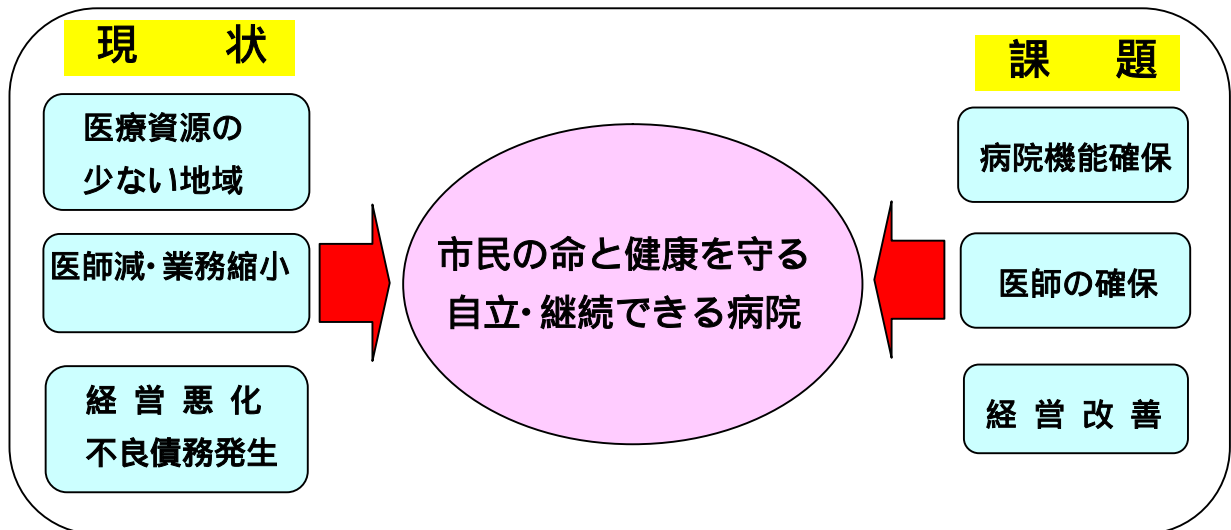 現　状
医療資源の
少ない地域
医師減・業務縮小
経 営 悪 化
不良債務発生
市民の命と健康を守る
自立・継続できる病院
課　題
病院機能確保
医師の確保
経 営 改 善